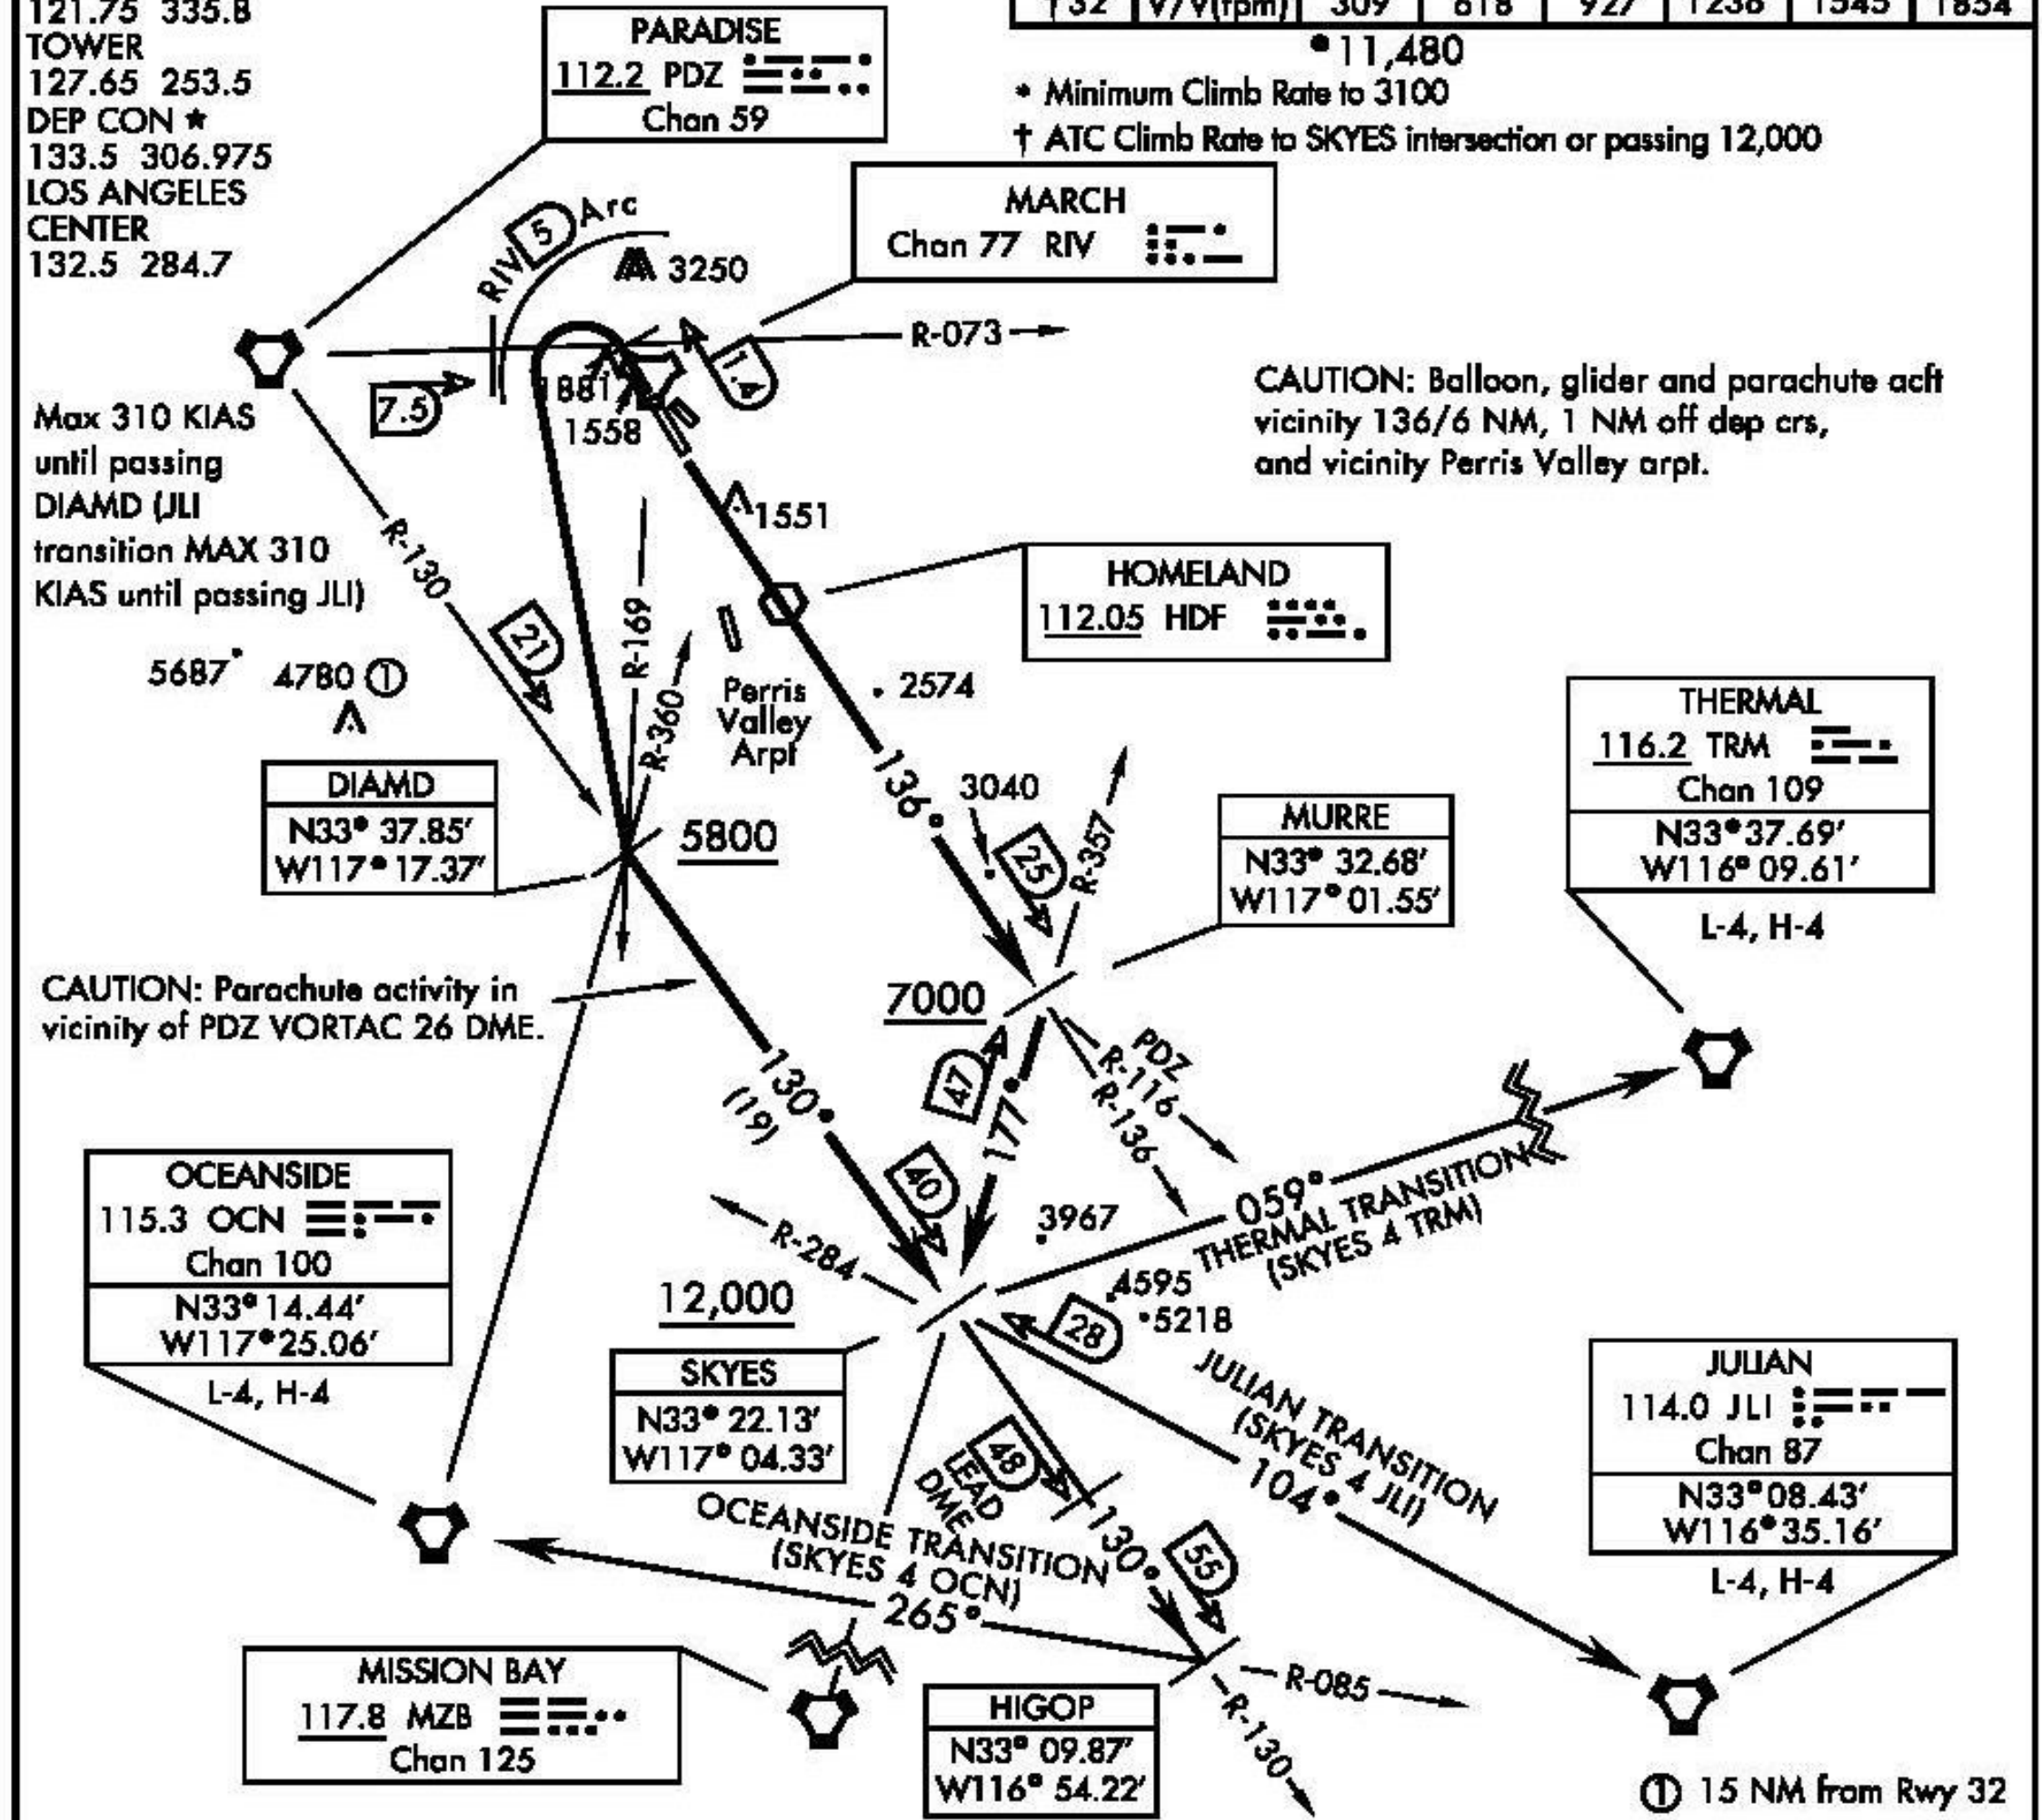 121.75 335.8
TOWER
127.65 253.5
DEP CON ★
133.5 306.975
LOS ANGELES
CENTER
132.5 284.7
†32 V/V(fpm) 309 618 927 1236 1545 1854
•11,480
• Minimum Climb Rate to 3100
† ATC Climb Rate to SKYES intersection or passing 12,000
PARADISE
112.2 PDZ
Chan 59
MARCH
Chan 77 RIV
RIV 5 Arc
3250
R-073
7.5
1881
1558
1.4
CAUTION: Balloon, glider and parachute acft
vicinity 136/6 NM, 1 NM off dep crs,
and vicinity Perris Valley arpt.
Max 310 KIAS
until passing
DIAMD (JLI
transition MAX 310
KIAS until passing JLI)
R-130
21
1551
HOMELAND
112.05 HDF
R-169
R-360
5687
4780 ①
Perris
Valley
Arpt
2574
136°
3040
25
R-357
THERMAL
116.2 TRM
Chan 109
N33° 37.69'
W116° 09.61'
L-4, H-4
DIAMD
N33° 37.85'
W117° 17.37'
5800
MURRE
N33° 32.68'
W117° 01.55'
CAUTION: Parachute activity in
vicinity of PDZ VORTAC 26 DME.
7000
130°
(19)
47
177°
PDZ
R-116
R-136
40
059°
THERMAL TRANSITION
(SKYES 4 TRM)
OCEANSIDE
115.3 OCN
Chan 100
N33° 14.44'
W117° 25.06'
L-4, H-4
R-284
3967
12,000
4595
5218
28
SKYES
N33° 22.13'
W117° 04.33'
JULIAN TRANSITION
(SKYES 4 JLI)
104°
JULIAN
114.0 JLI
Chan 87
N33° 08.43'
W116° 35.16'
L-4, H-4
48
LEAD
DME
130°
55
OCEANSIDE TRANSITION
(SKYES 4 OCN)
265°
MISSION BAY
117.8 MZB
Chan 125
HIGOP
N33° 09.87'
W116° 54.22'
R-085
R-130
① 15 NM from Rwy 32